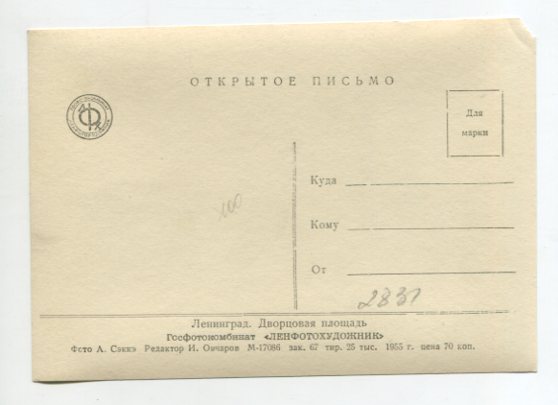 ОТКРЫТОЕ ПИСЬМО
Для
марки
Куда
Кому
От
100
2831
Ленинград. Дворцовая площадь
Госфотокомбинат «ЛЕНФОТОХУДОЖНИК»
Фото А. Редактор И. Овчаров М-17086 зак. 67 тир. 25 тыс. 1955 г. цена 70 коп.